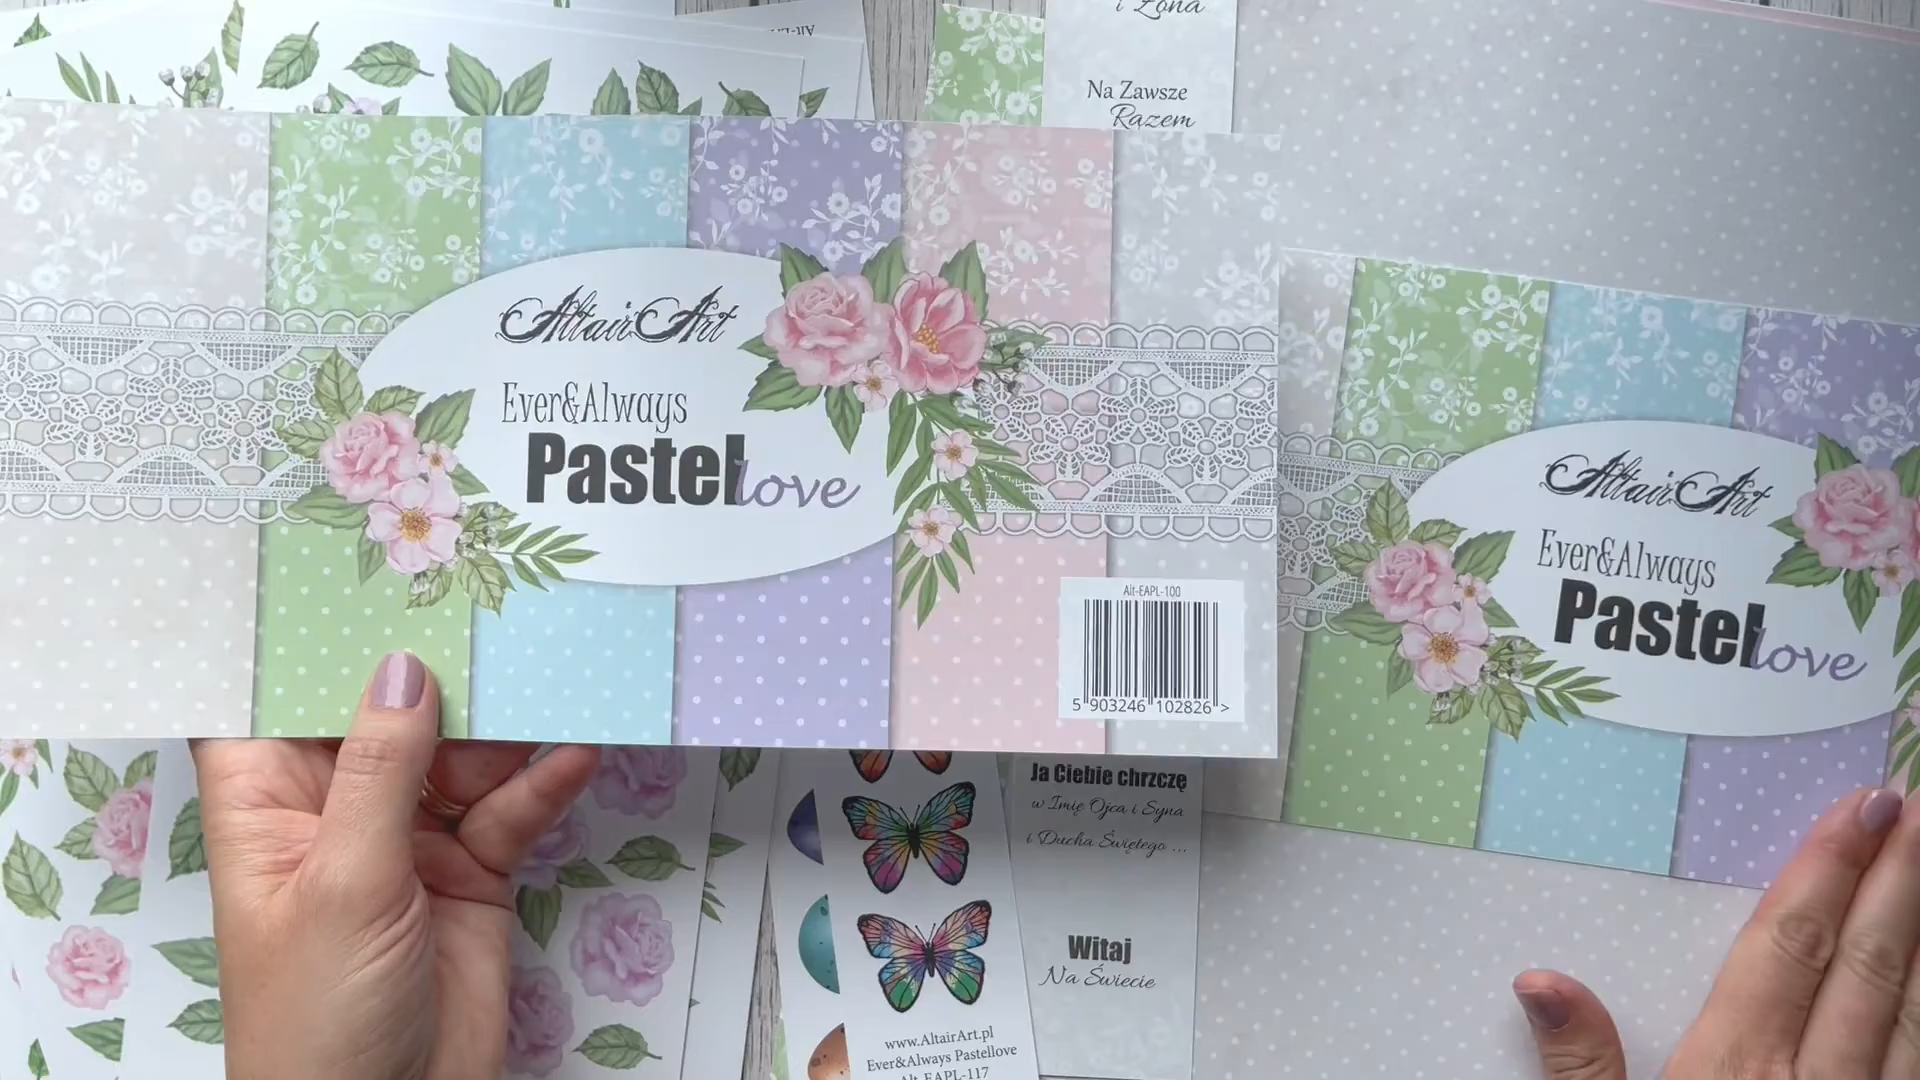 i Żona
Na Zawsze
Razem
AltairArt
Ever&Always
Pastellove
Alt-EAPL-100
5 903246 102826 >
AltairArt
Ever&Always
Pastellove
Ja Ciebie chrzczę
w Imię Ojca i Syna
i Ducha Świętego ...
Witaj
Na Świecie
www.AltairArt.pl
Ever&Always Pastellove
Alt-EAPL-117